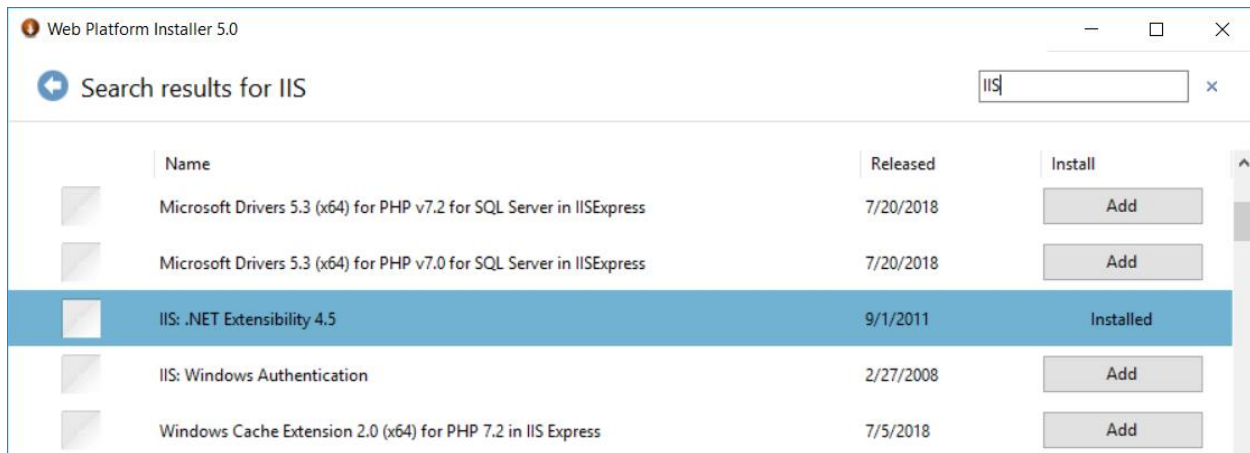 Web Platform Installer 5.0
Search results for IIS
IIS
Name Released Install
Microsoft Drivers 5.3 (x64) for PHP v7.2 for SQL Server in IISExpress 7/20/2018 Add
Microsoft Drivers 5.3 (x64) for PHP v7.0 for SQL Server in IISExpress 7/20/2018 Add
IIS: .NET Extensibility 4.5 9/1/2011 Installed
IIS: Windows Authentication 2/27/2008 Add
Windows Cache Extension 2.0 (x64) for PHP 7.2 in IIS Express 7/5/2018 Add